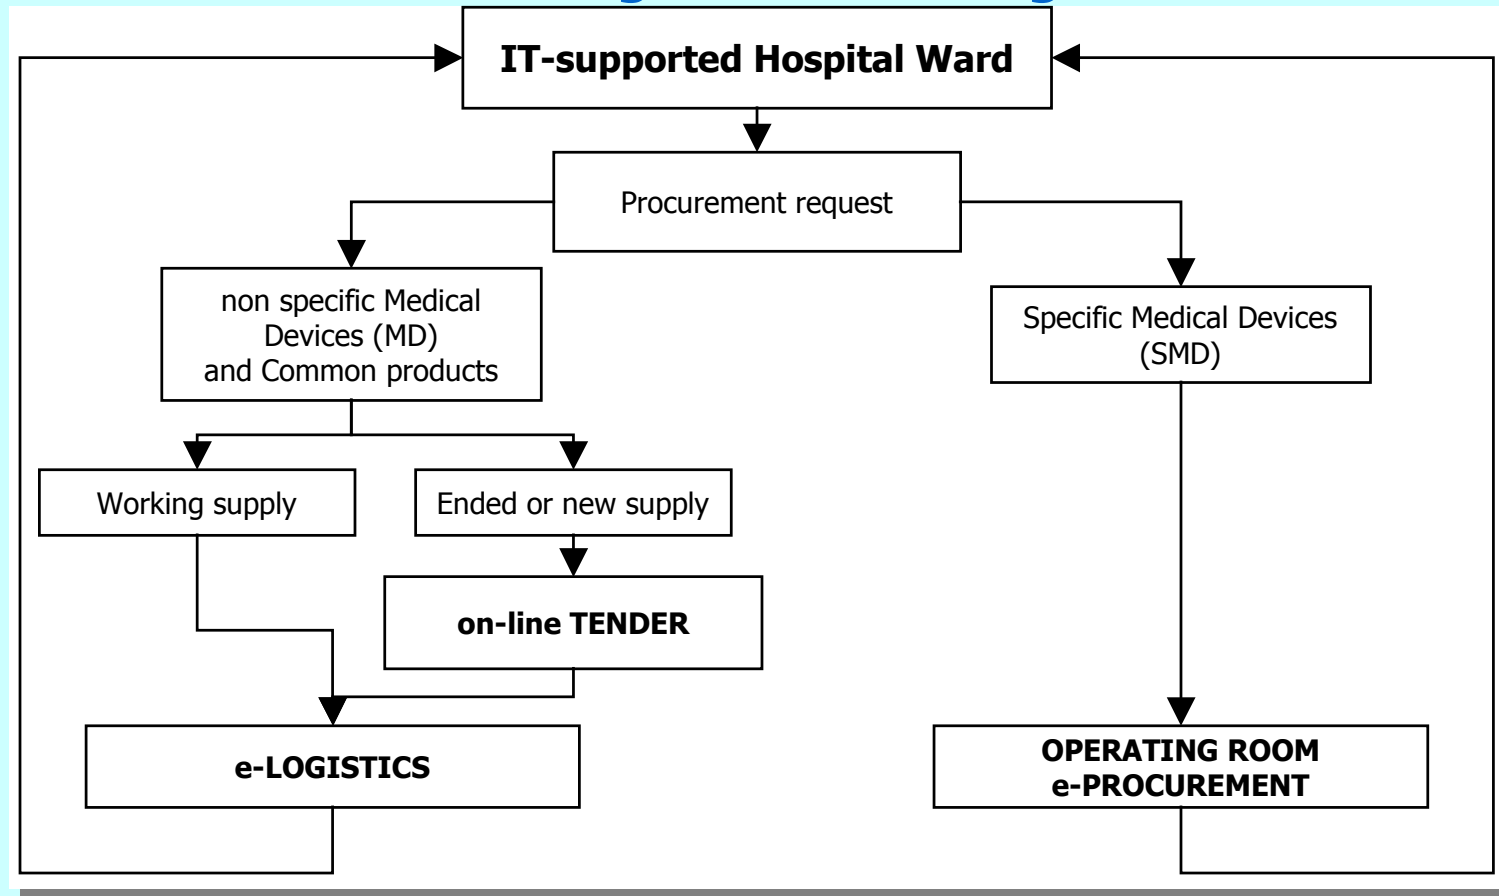 IT-supported Hospital Ward
Procurement request
non specific Medical
Devices (MD)
and Common products
Specific Medical Devices
(SMD)
Working supply
Ended or new supply
on-line TENDER
e-LOGISTICS
OPERATING ROOM
e-PROCUREMENT